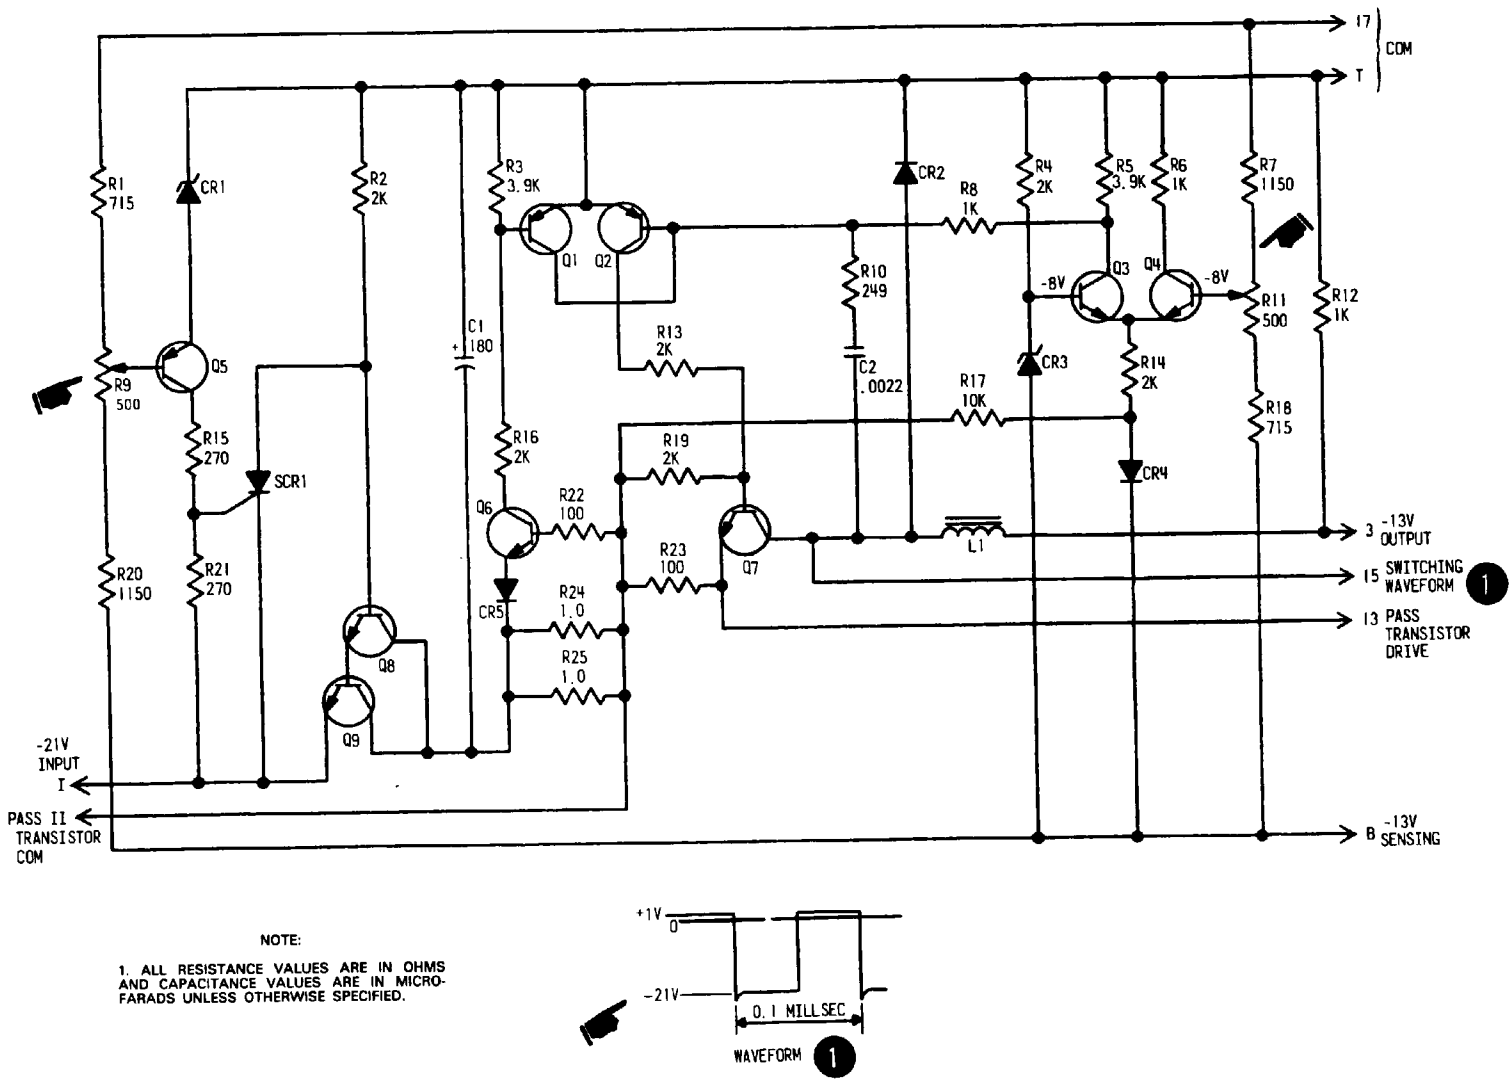 17
COM
T
R1
715
CR1
R2
2K
R3
3.9K
CR2
R8
1K
R4
2K
R5
3.9K
R6
1K
R7
1150
Q1
Q2
R10
249
-8V
Q3
Q4
-8V
R11
500
R12
1K
C1
+ 180
R13
2K
C2
.0022
CR3
R14
2K
Q5
R9
500
R17
10K
R18
715
R15
270
SCR1
R16
2K
R19
2K
CR4
Q6
R22
100
3 -13V
OUTPUT
R20
1150
R21
270
R23
100
Q7
L1
15 SWITCHING
WAVEFORM 1
CR5
R24
1.0
13 PASS
TRANSISTOR
DRIVE
Q8
R25
1.0
Q9
-21V
INPUT
I
PASS II
TRANSISTOR
COM
B -13V
SENSING
NOTE:
1. ALL RESISTANCE VALUES ARE IN OHMS
AND CAPACITANCE VALUES ARE IN MICRO-
FARADS UNLESS OTHERWISE SPECIFIED.
+1V
0
-21V
0.1 MILLSEC
WAVEFORM 1